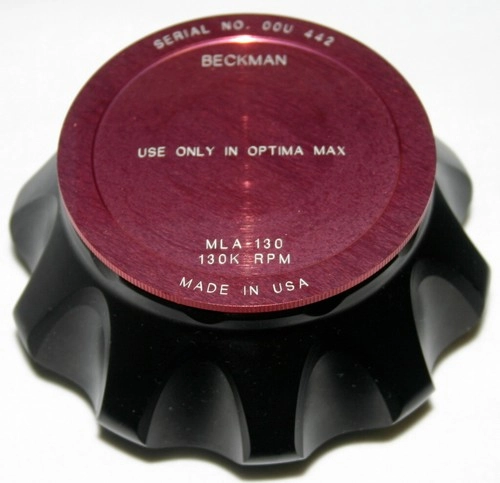 SERIAL NO. 00U 442
BECKMAN
USE ONLY IN OPTIMA MAX
MLA-130
130K RPM
MADE IN USA